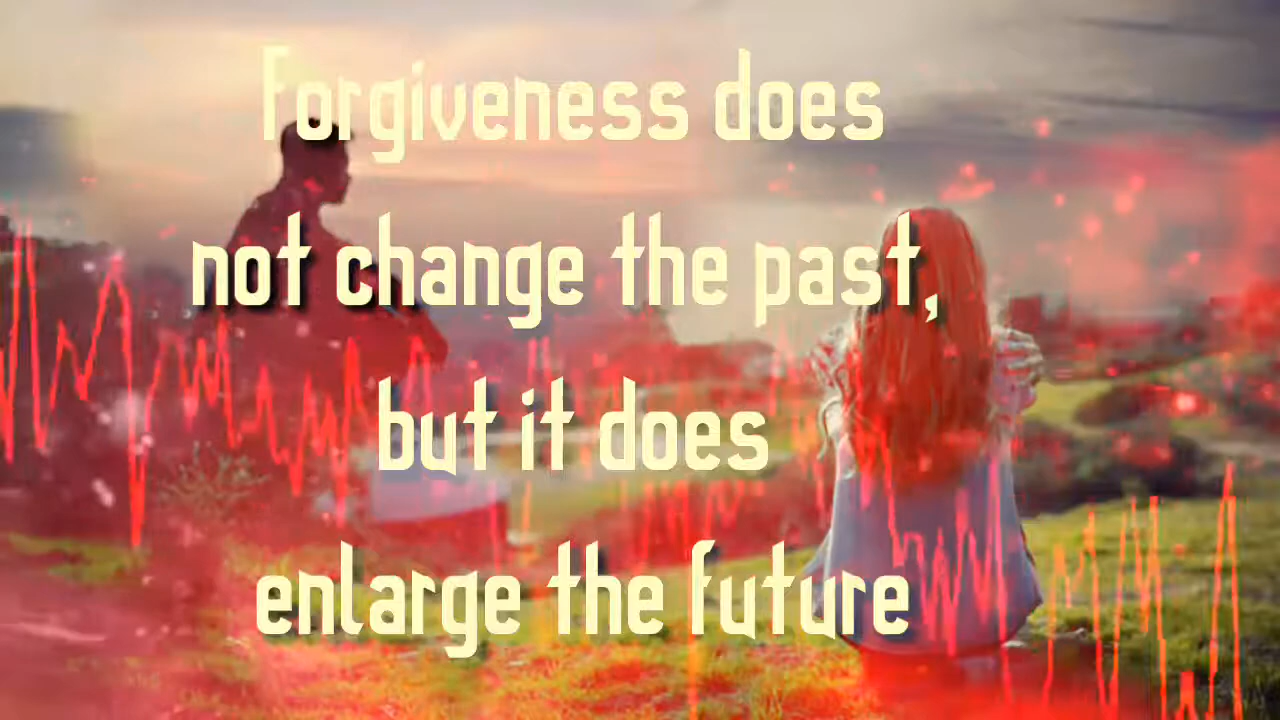 Forgiveness does
not change the past,
but it does
enlarge the future